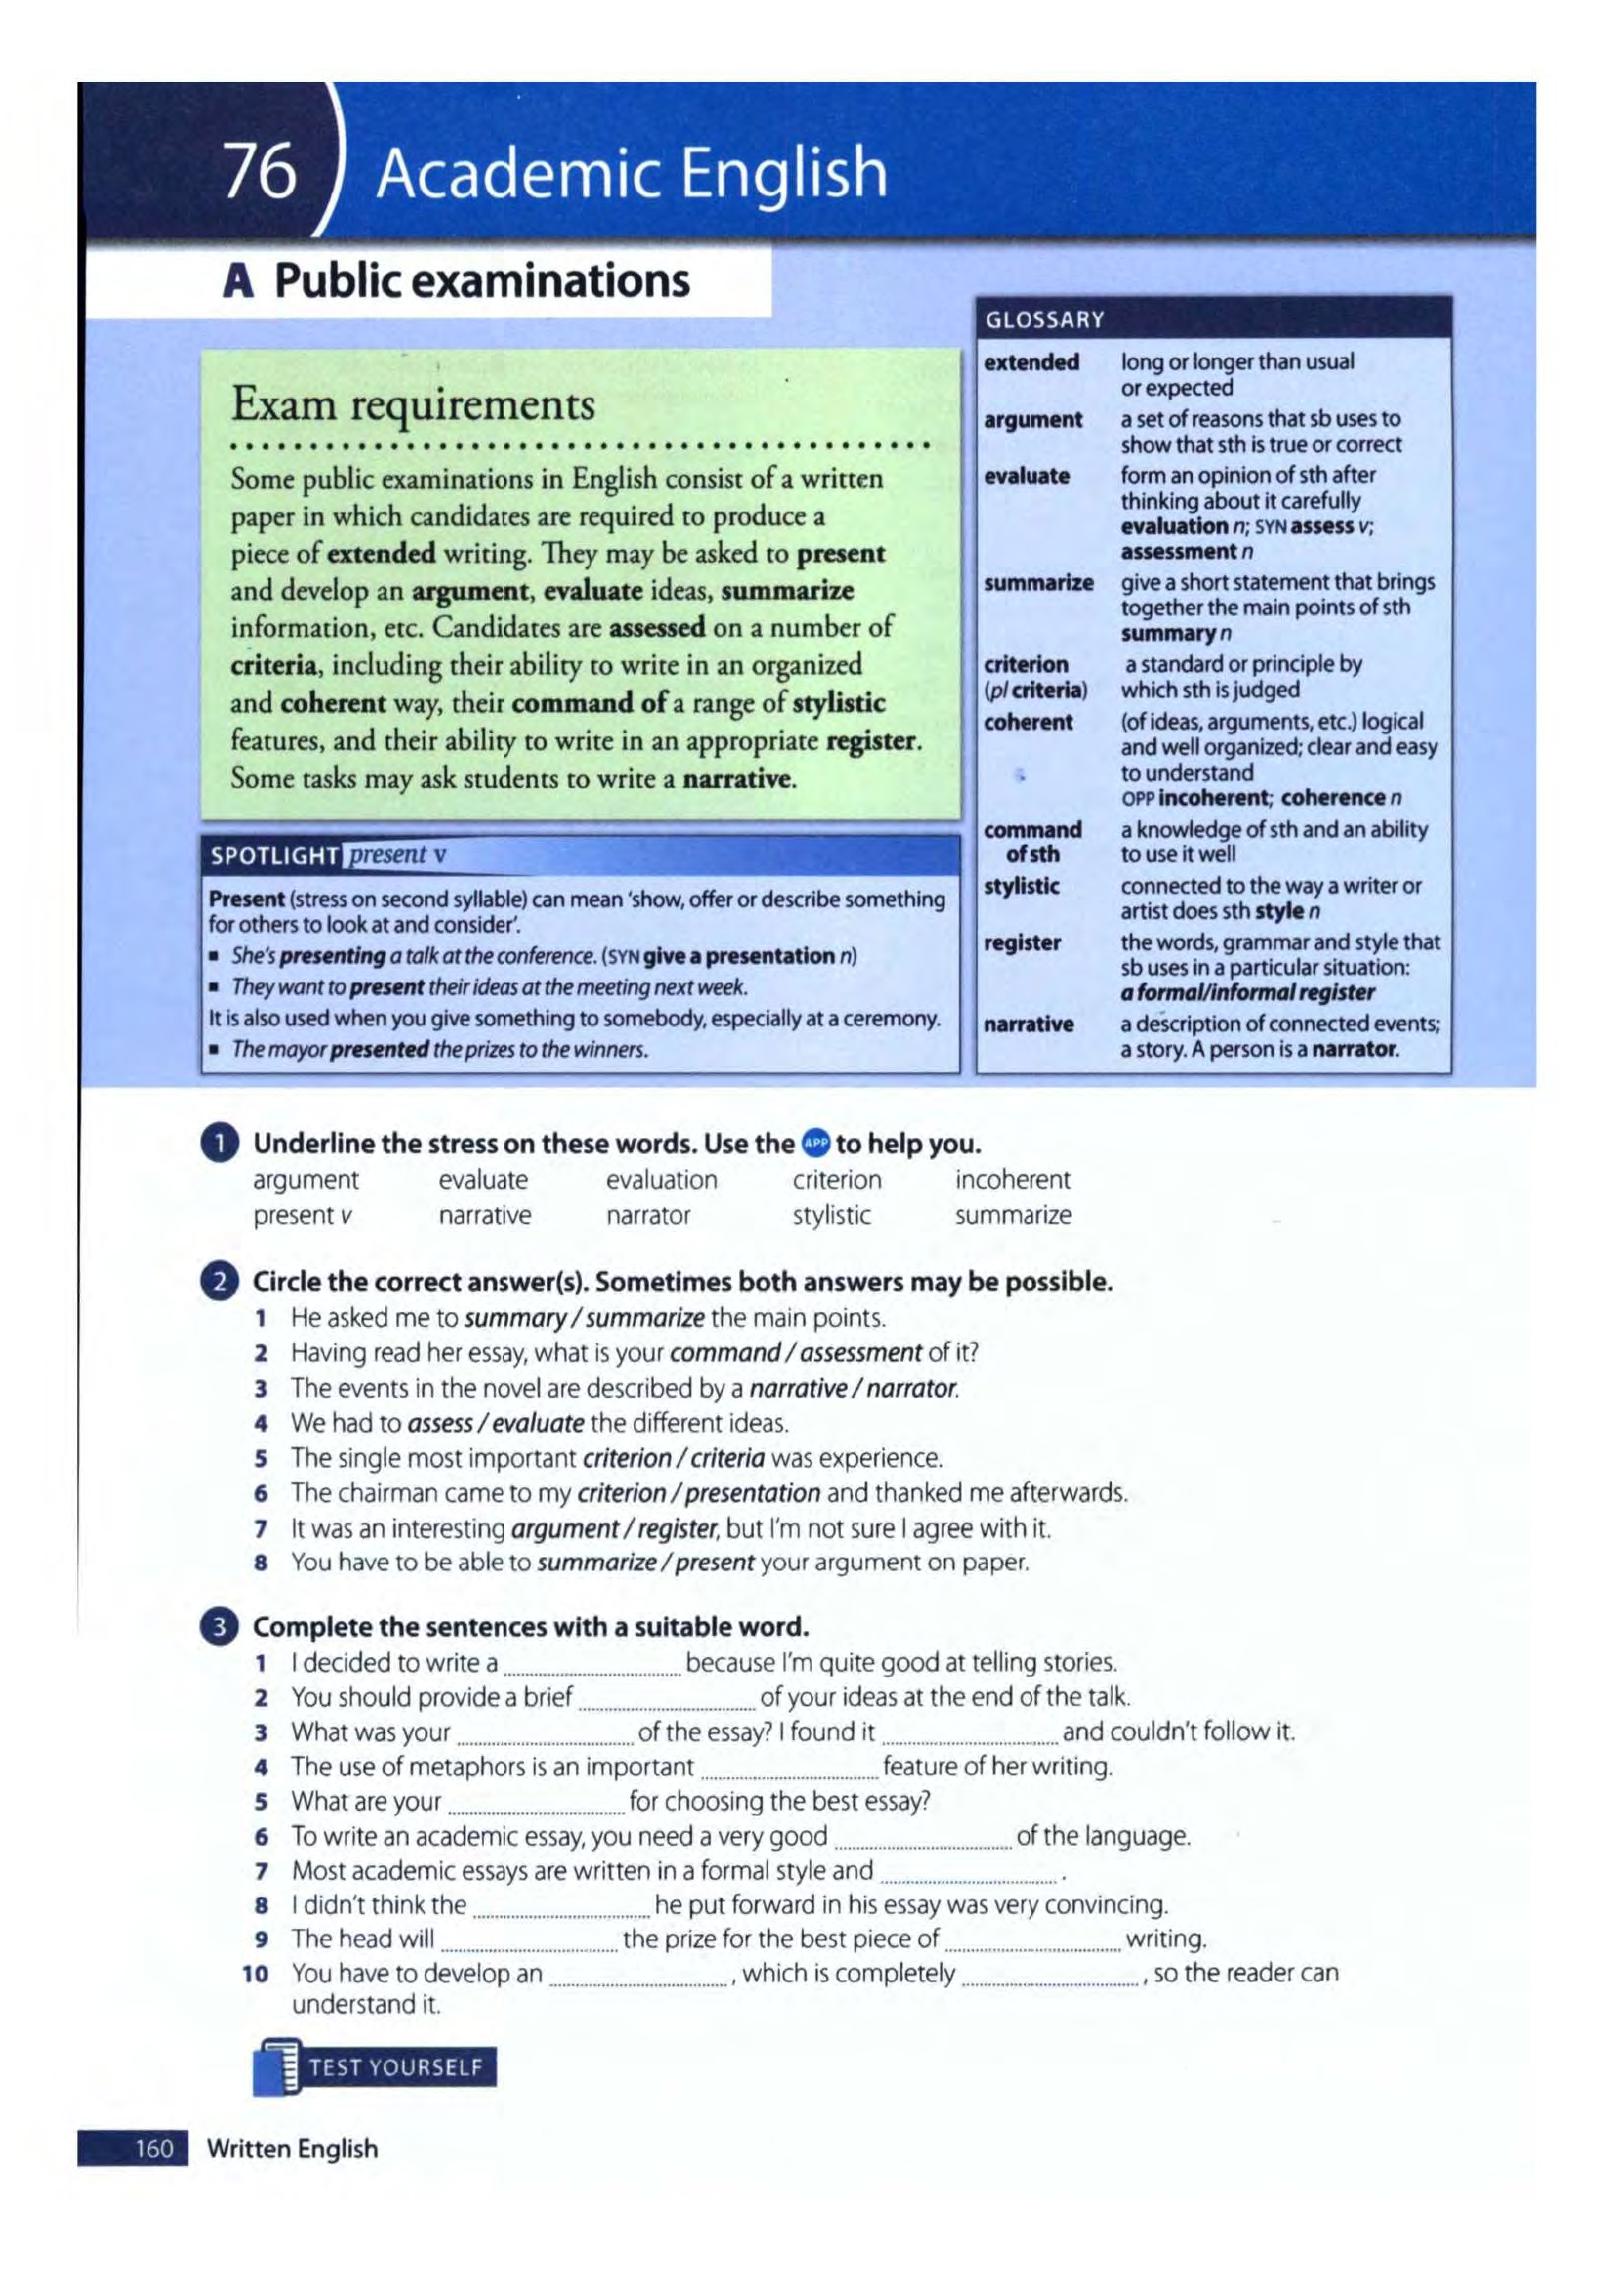 76 Academic English
A Public examinations
Exam requirements
Some public examinations in English consist of a written
paper in which candidates are required to produce a
piece of extended writing. They may be asked to present
and develop an argument, evaluate ideas, summarize
information, etc. Candidates are assessed on a number of
criteria, including their ability to write in an organized
and coherent way, their command of a range of stylistic
features, and their ability to write in an appropriate register.
Some tasks may ask students to write a narrative.
SPOTLIGHT present v
Present (stress on second syllable) can mean 'show, offer or describe something
for others to look at and consider'.
▪ She's presenting a talk at the conference. (SYN give a presentation n)
▪ They want to present their ideas at the meeting next week.
It is also used when you give something to somebody, especially at a ceremony.
▪ The mayor presented the prizes to the winners.
GLOSSARY
extended long or longer than usual
or expected
argument a set of reasons that sb uses to
show that sth is true or correct
evaluate form an opinion of sth after
thinking about it carefully
evaluation n; SYN assess v;
assessment n
summarize give a short statement that brings
together the main points of sth
summary n
criterion a standard or principle by
(pl criteria) which sth is judged
coherent (of ideas, arguments, etc.) logical
and well organized; clear and easy
to understand
OPP incoherent; coherence n
command a knowledge of sth and an ability
of sth to use it well
stylistic connected to the way a writer or
artist does sth style n
register the words, grammar and style that
sb uses in a particular situation:
a formal/informal register
narrative a description of connected events;
a story. A person is a narrator.
1 Underline the stress on these words. Use the APP to help you.
argument evaluate evaluation criterion incoherent
present v narrative narrator stylistic summarize
2 Circle the correct answer(s). Sometimes both answers may be possible.
1 He asked me to summary / summarize the main points.
2 Having read her essay, what is your command / assessment of it?
3 The events in the novel are described by a narrative / narrator.
4 We had to assess / evaluate the different ideas.
5 The single most important criterion / criteria was experience.
6 The chairman came to my criterion / presentation and thanked me afterwards.
7 It was an interesting argument / register, but I'm not sure I agree with it.
8 You have to be able to summarize / present your argument on paper.
3 Complete the sentences with a suitable word.
1 I decided to write a ........................ because I'm quite good at telling stories.
2 You should provide a brief ........................ of your ideas at the end of the talk.
3 What was your ........................ of the essay? I found it ........................ and couldn't follow it.
4 The use of metaphors is an important ........................ feature of her writing.
5 What are your ........................ for choosing the best essay?
6 To write an academic essay, you need a very good ........................ of the language.
7 Most academic essays are written in a formal style and ........................ .
8 I didn't think the ........................ he put forward in his essay was very convincing.
9 The head will ........................ the prize for the best piece of ........................ writing.
10 You have to develop an ........................ , which is completely ........................ , so the reader can
understand it.
TEST YOURSELF
160 Written English